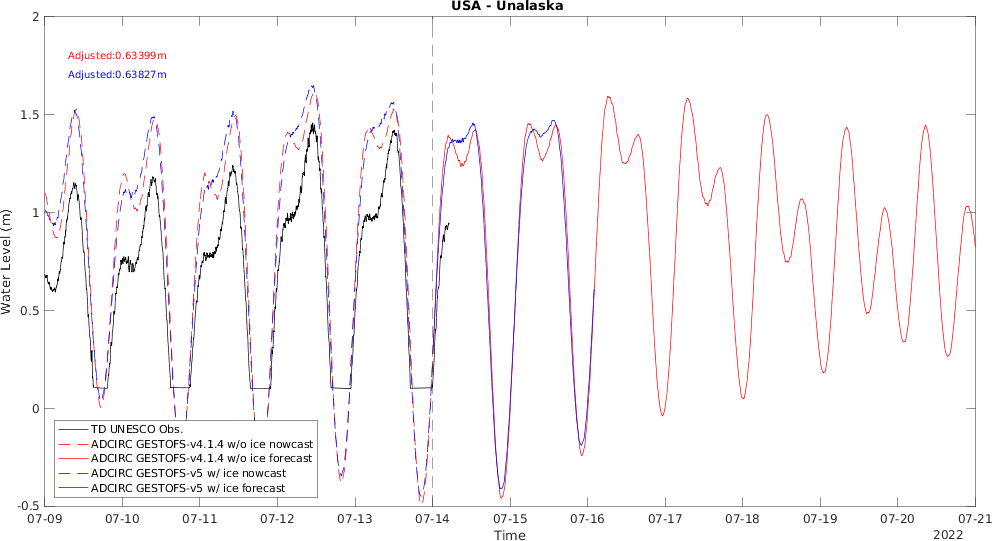 USA - Unalaska
2
Adjusted:0.63399m
Adjusted:0.63827m
1.5
1
0.5
0
-0.5
Water Level (m)
TD UNESCO Obs.
ADCIRC GESTOFS-v4.1.4 w/o ice nowcast
ADCIRC GESTOFS-v4.1.4 w/o ice forecast
ADCIRC GESTOFS-v5 w/ ice nowcast
ADCIRC GESTOFS-v5 w/ ice forecast
07-09 07-10 07-11 07-12 07-13 07-14 07-15 07-16 07-17 07-18 07-19 07-20 07-21
Time
2022